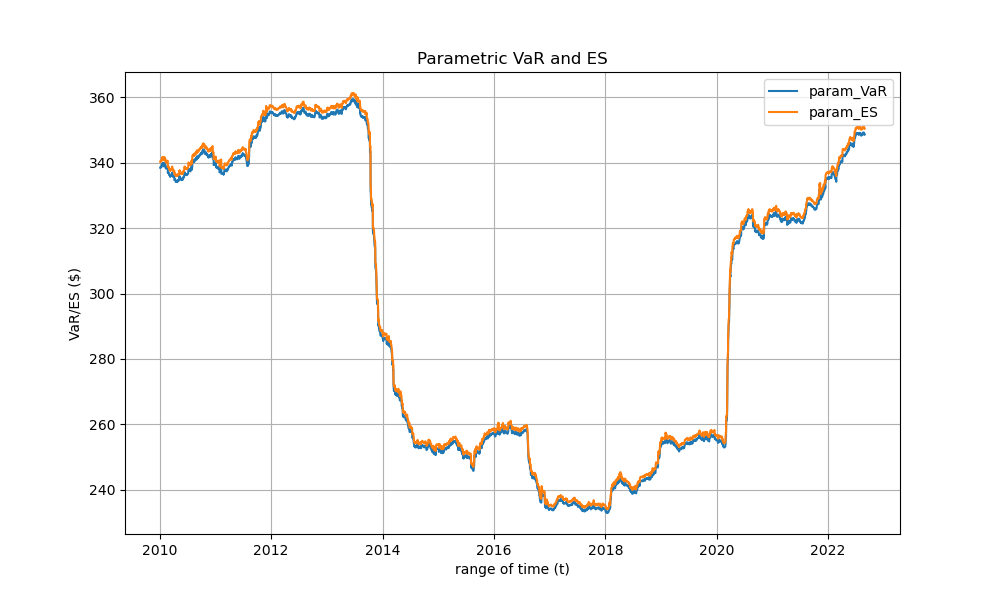 Parametric VaR and ES
param_VaR
param_ES
VaR/ES ($)
360
340
320
300
280
260
240
2010 2012 2014 2016 2018 2020 2022
range of time (t)